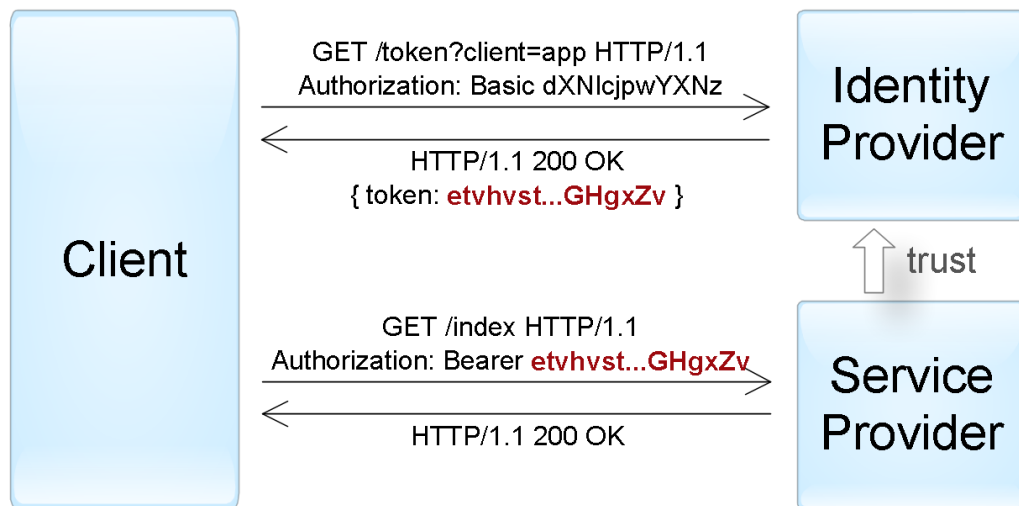 GET /token?client=app HTTP/1.1
Authorization: Basic dXNlcjpwYXNz
HTTP/1.1 200 OK
{ token: etvhvst...GHgxZv }
Identity
Provider
Client
trust
GET /index HTTP/1.1
Authorization: Bearer etvhvst...GHgxZv
HTTP/1.1 200 OK
Service
Provider